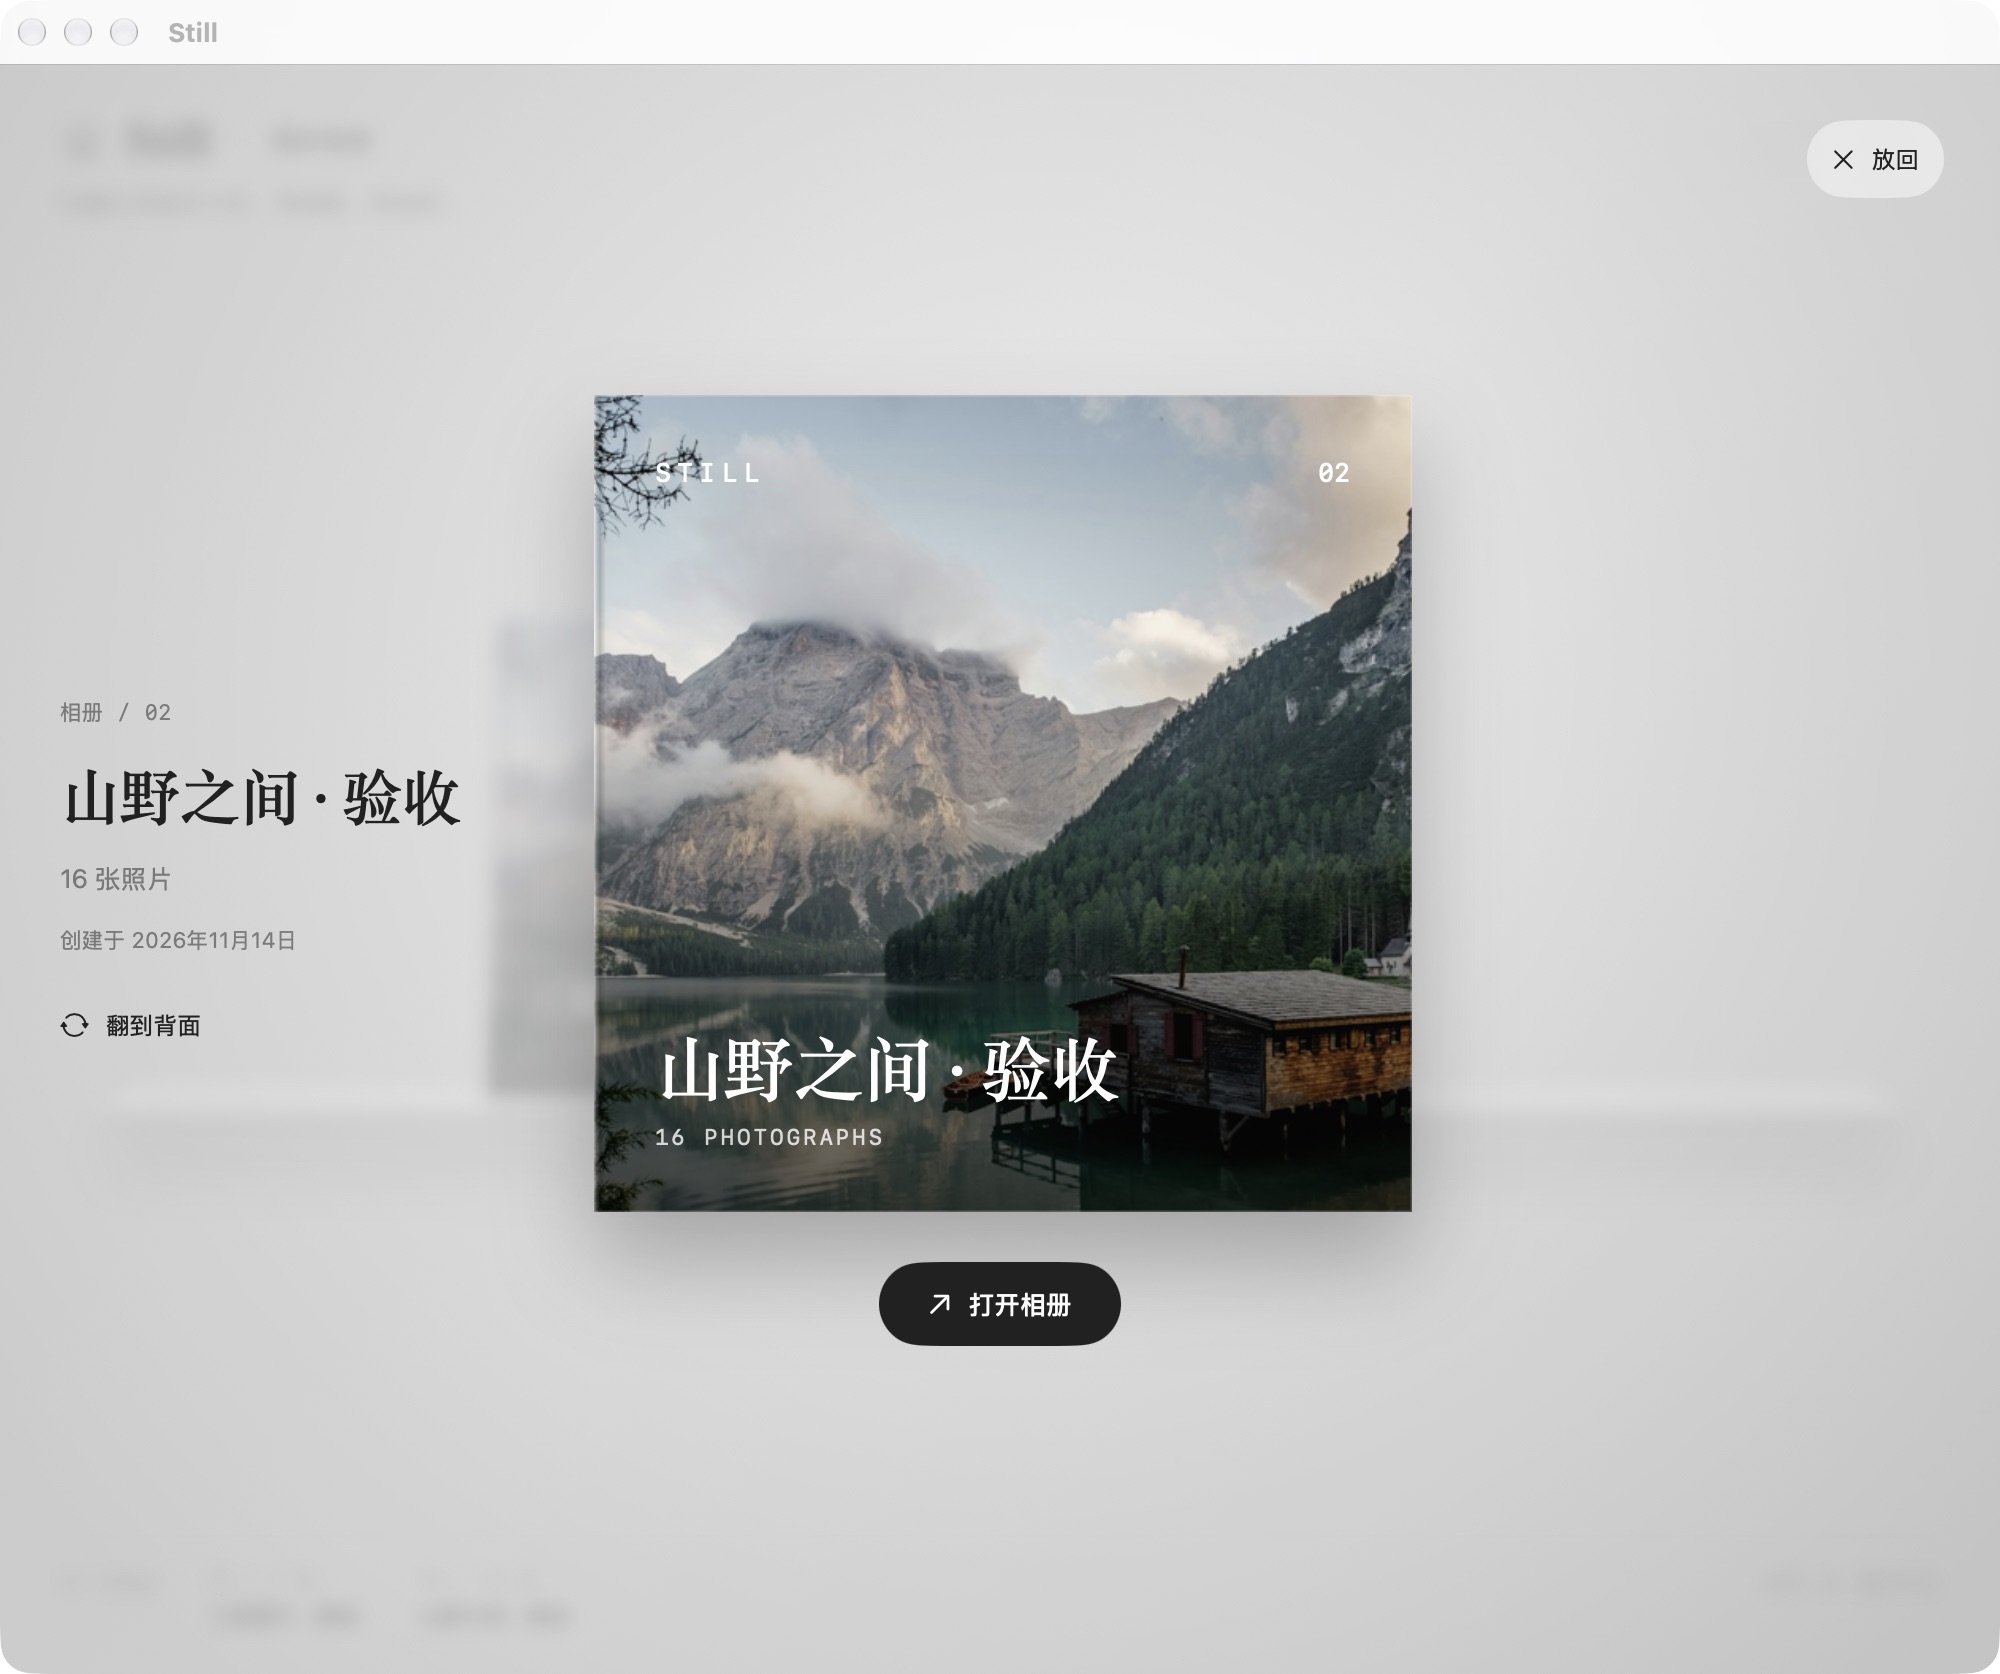 Still
放回
STILL
02
相册 / 02
山野之间·验收
16 张照片
创建于 2026年11月14日
翻到背面
山野之间·验收
16 PHOTOGRAPHS
打开相册